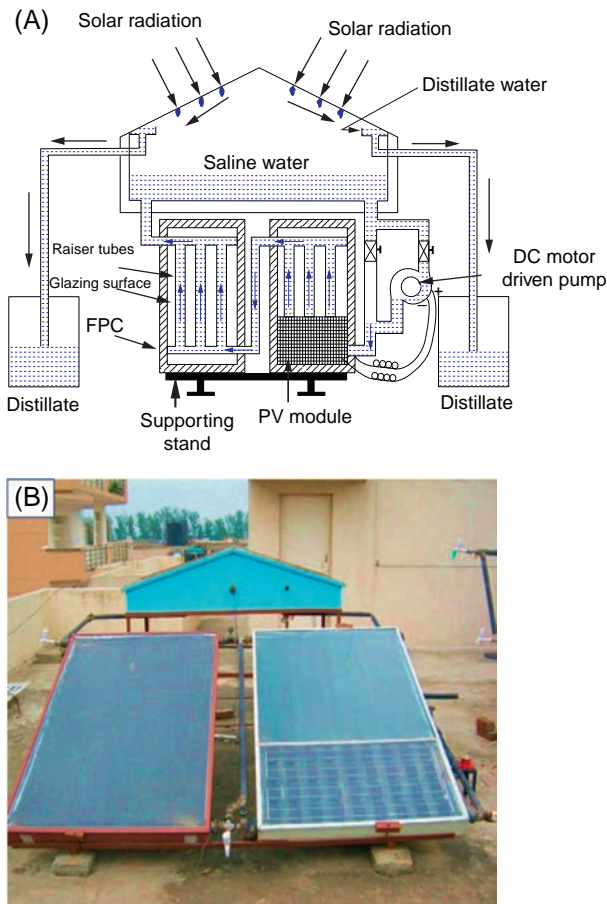 (A)
Solar radiation
Solar radiation
Distillate water
Saline water
Raiser tubes
Glazing surface
FPC
DC motor
driven pump
+
–
Distillate
Supporting
stand
PV module
Distillate
(B)